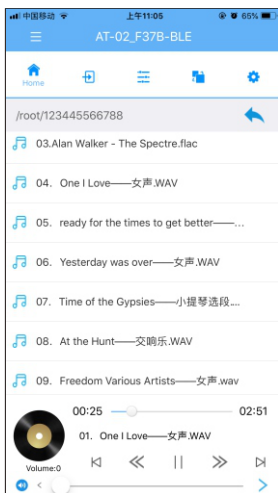 中国移动 上午11:05 65%
AT-02_F37B-BLE
Home
/root/123445566788
03.Alan Walker - The Spectre.flac
04. One I Love——女声.WAV
05. ready for the times to get better——...
06. Yesterday was over——女声.WAV
07. Time of the Gypsies——小提琴选段....
08. At the Hunt——交响乐.WAV
09. Freedom Various Artists——女声.wav
00:25 02:51
01. One I Love——女声.WAV
Volume:0